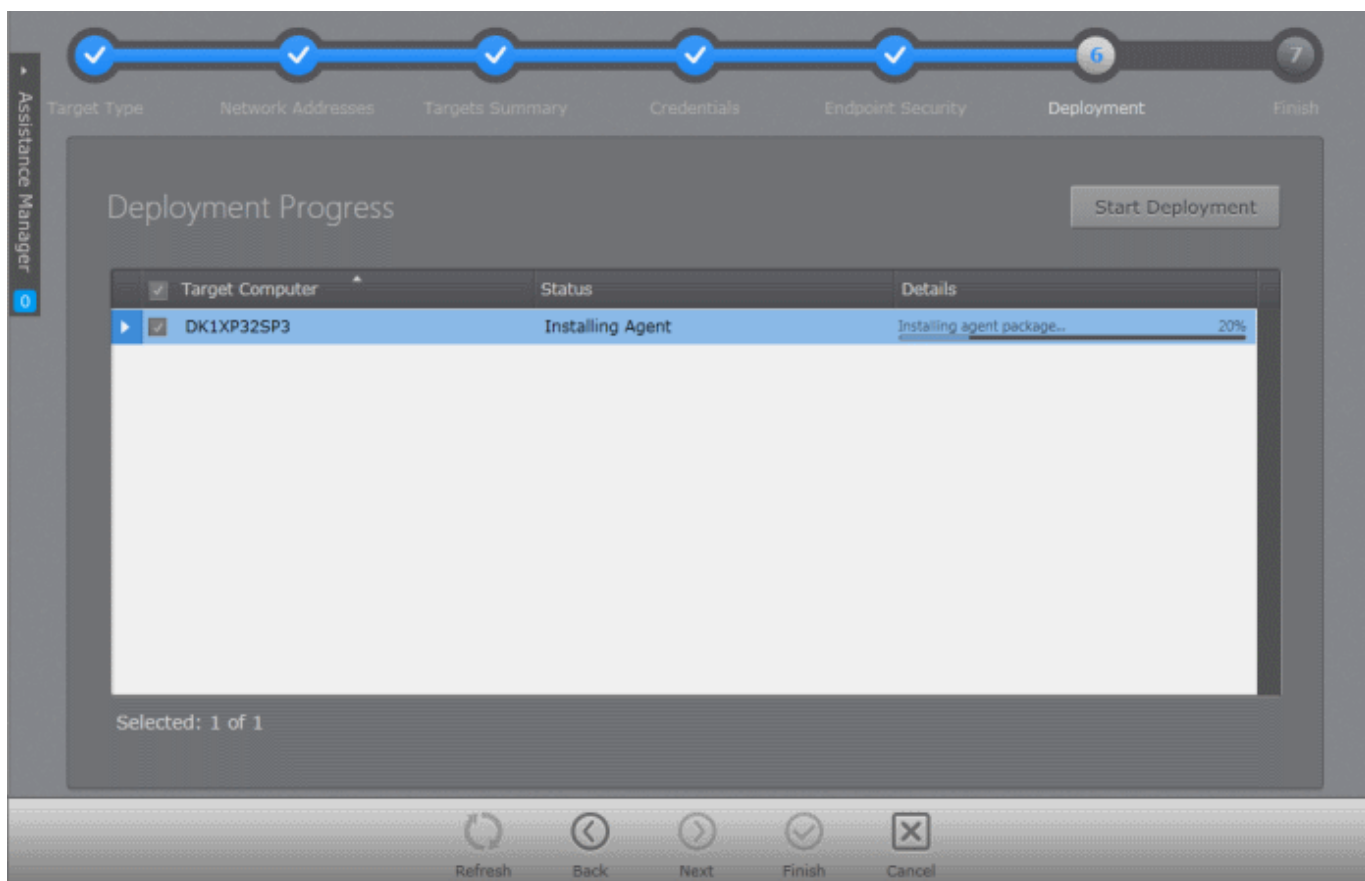 6
7
Target Type
Network Addresses
Targets Summary
Credentials
Endpoint Security
Deployment
Finish
Assistance Manager
0
Deployment Progress
Start Deployment
Target Computer
Status
Details
DK1XP32SP3
Installing Agent
Installing agent package...
20%
Selected: 1 of 1
Refresh
Back
Next
Finish
Cancel